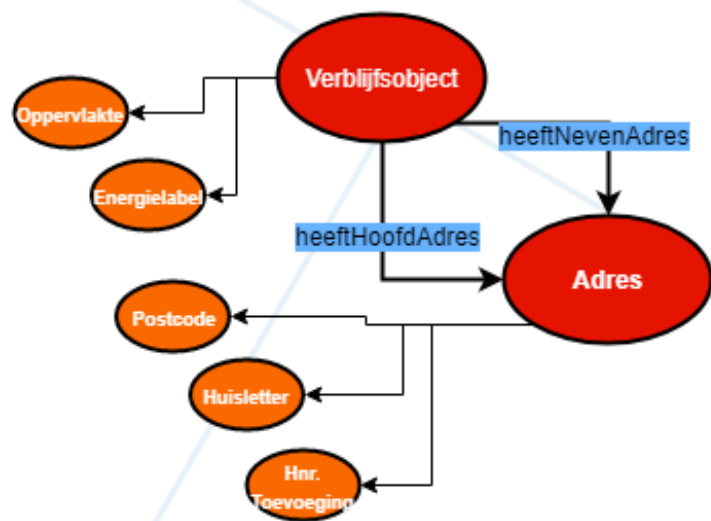 Verblijfsobject
Oppervlakte
heeftNevenAdres
Energielabel
heeftHoofdAdres
Adres
Postcode
Huisletter
Hnr.
Toevoeging